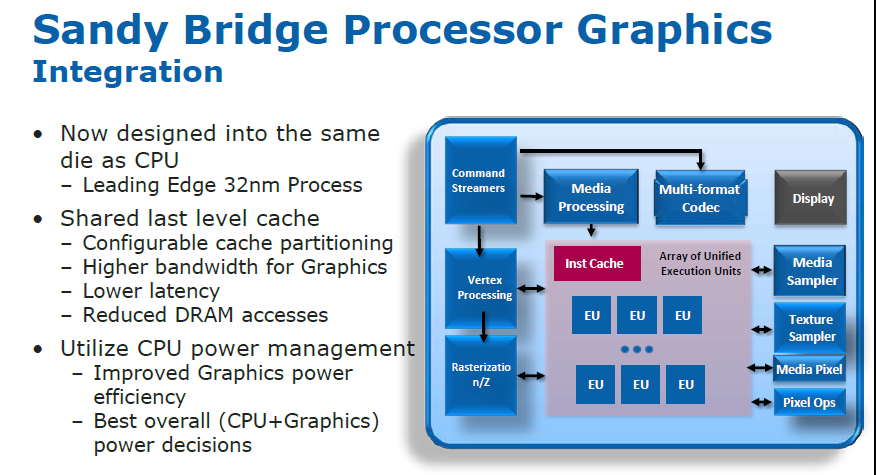 Sandy Bridge Processor Graphics
Integration
• Now designed into the same
die as CPU
– Leading Edge 32nm Process
• Shared last level cache
– Configurable cache partitioning
– Higher bandwidth for Graphics
– Lower latency
– Reduced DRAM accesses
• Utilize CPU power management
– Improved Graphics power
efficiency
– Best overall (CPU+Graphics)
power decisions
Command
Streamers
Media
Processing
Multi-format
Codec
Display
Vertex
Processing
Rasterizatio
n/Z
Inst Cache
Array of Unified
Execution Units
EU EU EU
EU EU EU
Media
Sampler
Texture
Sampler
Media Pixel
Pixel Ops